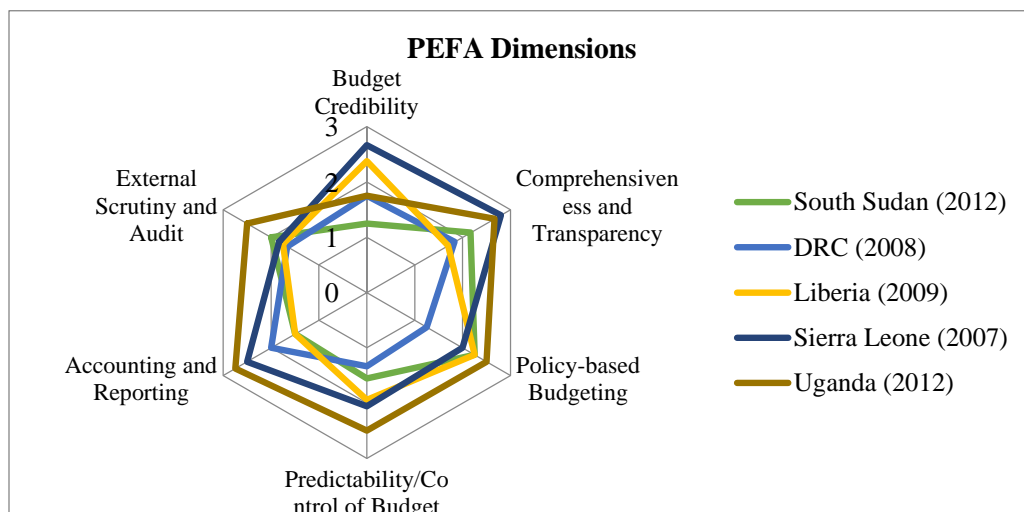 PEFA Dimensions
Budget
Credibility
3
2
1
0
External
Scrutiny and
Audit
Comprehensiven
ess and
Transparency
Accounting and
Reporting
Policy-based
Budgeting
Predictability/Co
ntrol of Budget
South Sudan (2012)
DRC (2008)
Liberia (2009)
Sierra Leone (2007)
Uganda (2012)